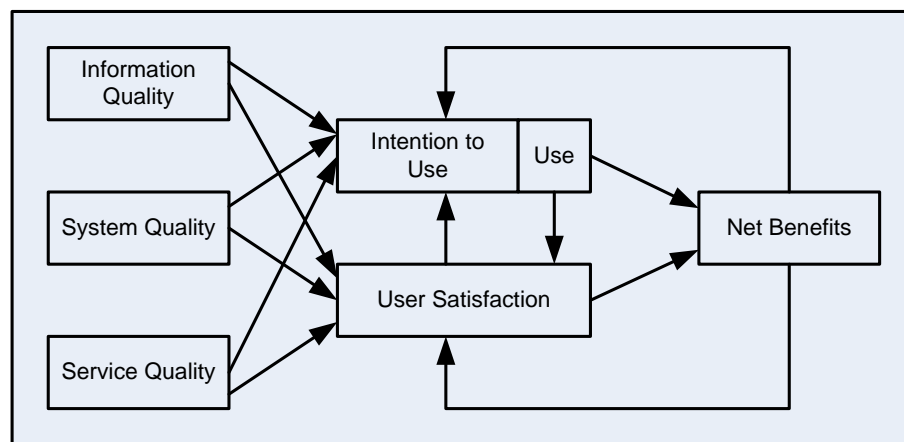 Information
Quality
Intention to
Use
Use
System Quality
Net Benefits
User Satisfaction
Service Quality